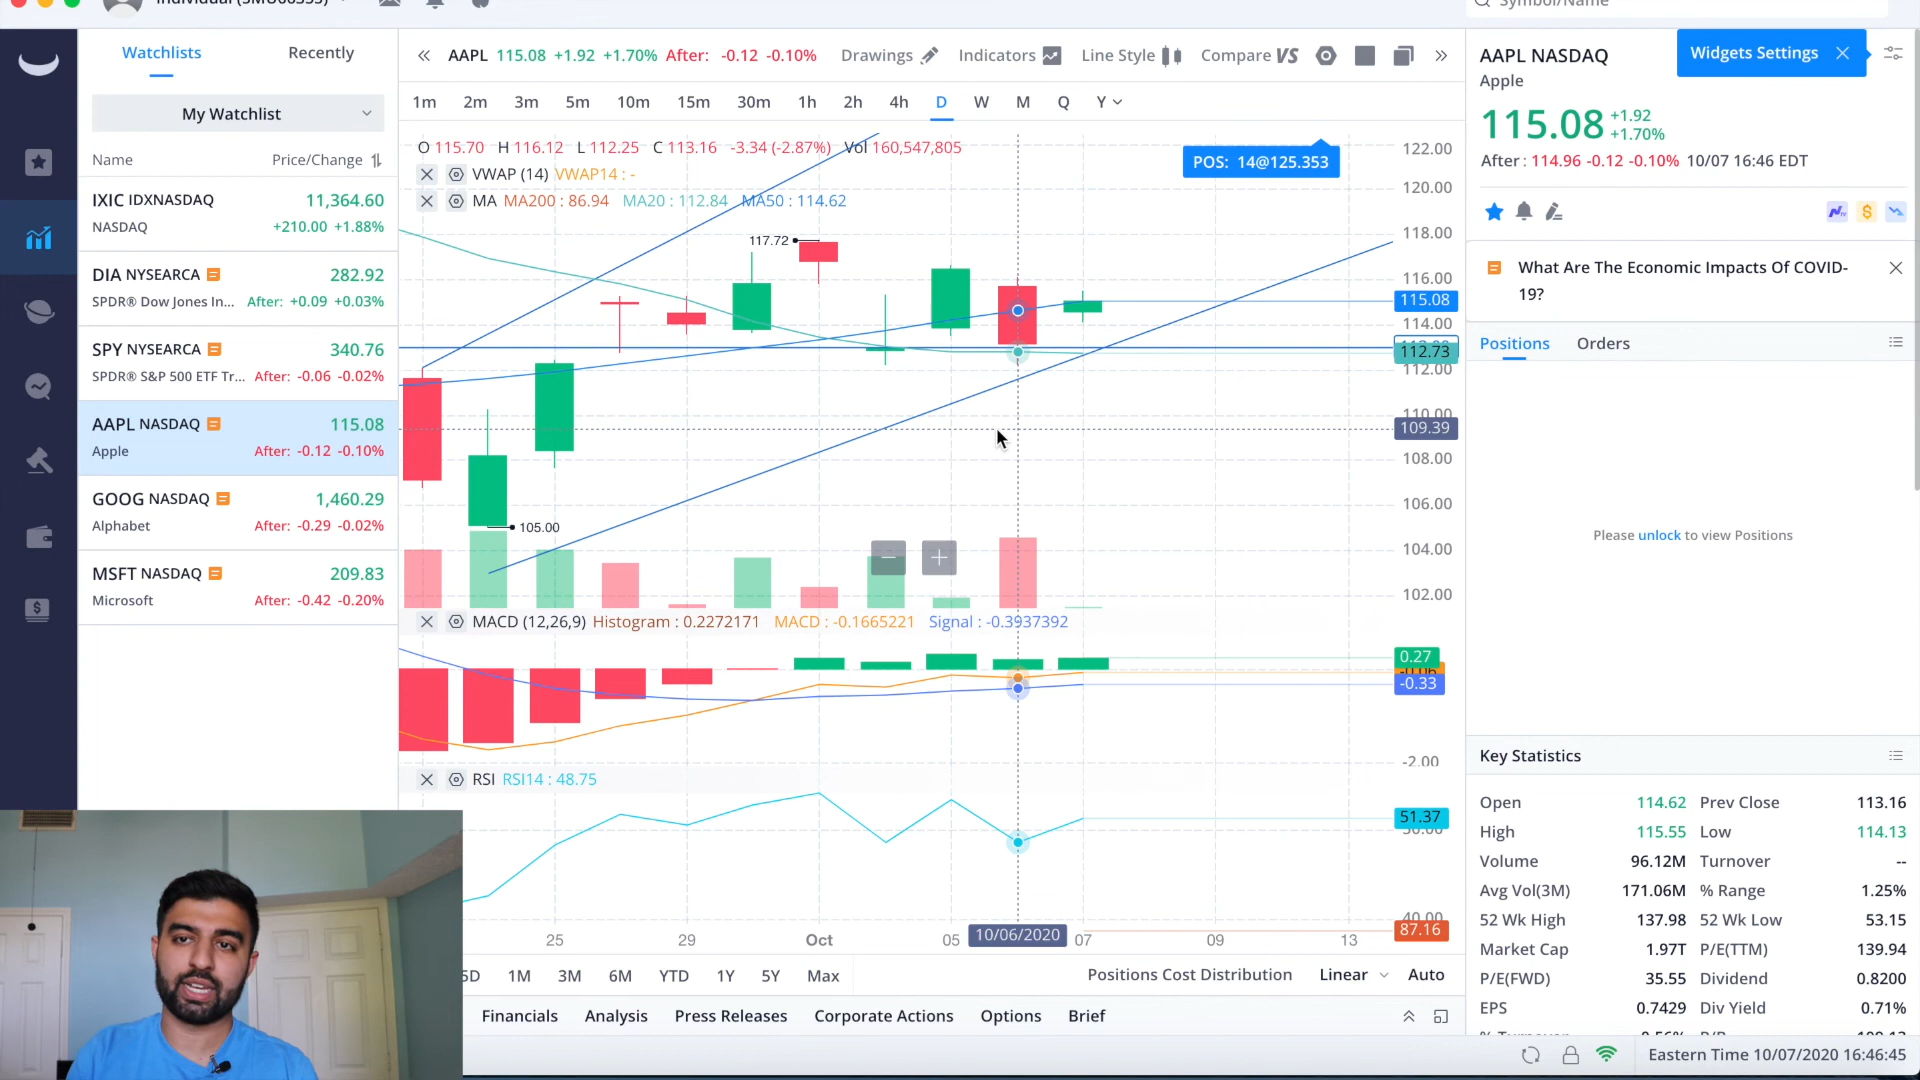 Watchlists
Recently
My Watchlist
Name
Price/Change
IXIC IDXNASDAQ
11,364.60
NASDAQ
+210.00 +1.88%
DIA NYSEARCA
282.92
SPDR® Dow Jones In...
After: +0.09 +0.03%
SPY NYSEARCA
340.76
SPDR® S&P 500 ETF Tr...
After: -0.06 -0.02%
AAPL NASDAQ
115.08
Apple
After: -0.12 -0.10%
GOOG NASDAQ
1,460.29
Alphabet
After: -0.29 -0.02%
MSFT NASDAQ
209.83
Microsoft
After: -0.42 -0.20%
AAPL 115.08 +1.92 +1.70% After: -0.12 -0.10%
Drawings
Indicators
Line Style
Compare VS
1m 2m 3m 5m 10m 15m 30m 1h 2h 4h D W M Q Y
O 115.70 H 116.12 L 112.25 C 113.16 -3.34 (-2.87%) Vol 160,547,805
VWAP (14) VWAP14 : -
MA MA200 : 86.94 MA20 : 112.84 MA50 : 114.62
POS: 14@125.353
117.72
105.00
122.00
120.00
118.00
116.00
115.08
114.00
112.73
112.00
110.00
109.39
108.00
106.00
104.00
102.00
MACD (12,26,9) Histogram : 0.2272171 MACD : -0.1665221 Signal : -0.3937392
0.27
-0.33
-2.00
RSI RSI14 : 48.75
51.37
40.00
87.16
25 29 Oct 05 10/06/2020 07 09 13
5D 1M 3M 6M YTD 1Y 5Y Max
Positions Cost Distribution
Linear
Auto
Financials
Analysis
Press Releases
Corporate Actions
Options
Brief
Symbol/Name
AAPL NASDAQ
Widgets Settings
Apple
115.08
+1.92
+1.70%
After : 114.96 -0.12 -0.10% 10/07 16:46 EDT
What Are The Economic Impacts Of COVID-
19?
Positions
Orders
Please unlock to view Positions
Key Statistics
Open 114.62 Prev Close 113.16
High 115.55 Low 114.13
Volume 96.12M Turnover --
Avg Vol(3M) 171.06M % Range 1.25%
52 Wk High 137.98 52 Wk Low 53.15
Market Cap 1.97T P/E(TTM) 139.94
P/E(FWD) 35.55 Dividend 0.8200
EPS 0.7429 Div Yield 0.71%
Eastern Time 10/07/2020 16:46:45